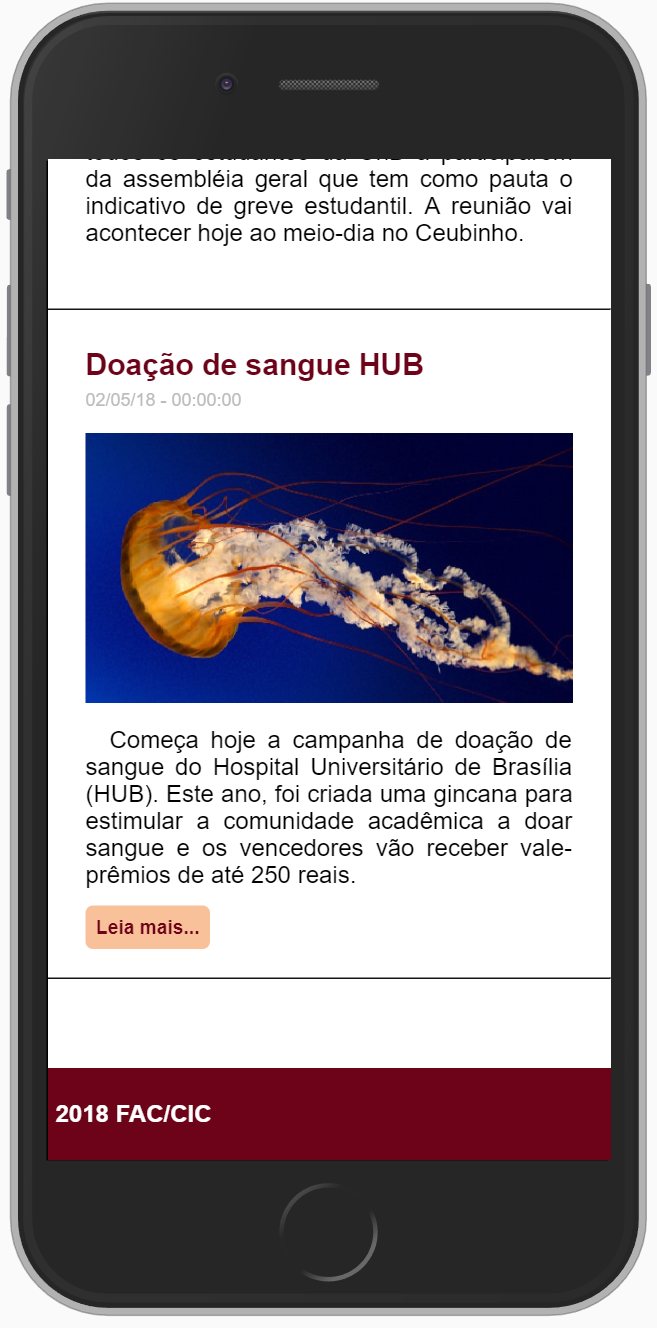 da assembléia geral que tem como pauta o
indicativo de greve estudantil. A reunião vai
acontecer hoje ao meio-dia no Ceubinho.
Doação de sangue HUB
02/05/18 - 00:00:00
Começa hoje a campanha de doação de
sangue do Hospital Universitário de Brasília
(HUB). Este ano, foi criada uma gincana para
estimular a comunidade acadêmica a doar
sangue e os vencedores vão receber vale-
prêmios de até 250 reais.
Leia mais...
2018 FAC/CIC